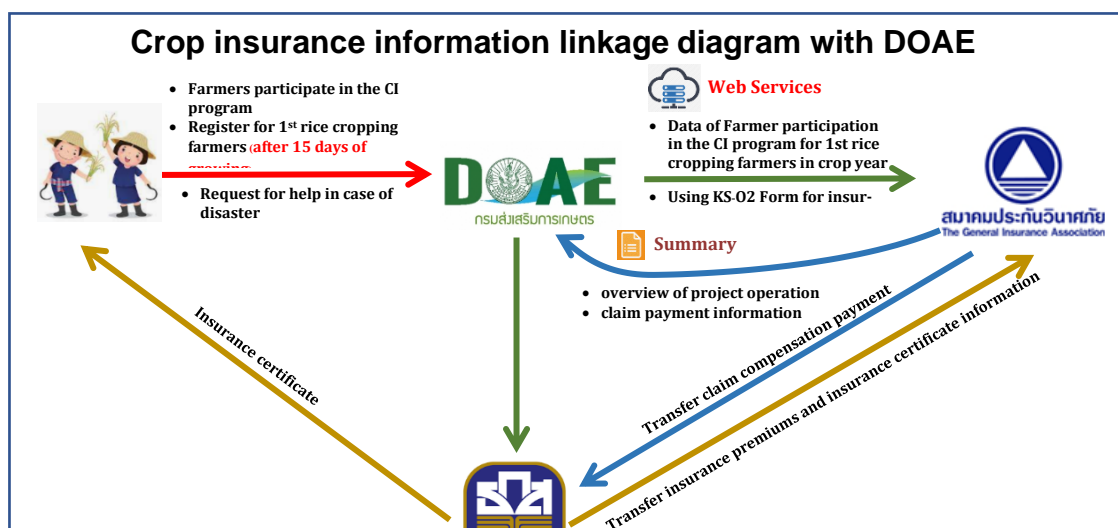 Crop insurance information linkage diagram with DOAE
• Farmers participate in the CI
program
• Register for 1st rice cropping
farmers (after 15 days of
• Request for help in case of
disaster
DOAE
กรมส่งเสริมการเกษตร
Web Services
• Data of Farmer participation
in the CI program for 1st rice
cropping farmers in crop year
• Using KS-O2 Form for insur-
สมาคมประกันวินาศภัย
The General Insurance Association
Summary
• overview of project operation
• claim payment information
Insurance certificate
Transfer claim compensation payment
Transfer insurance premiums and insurance certificate information